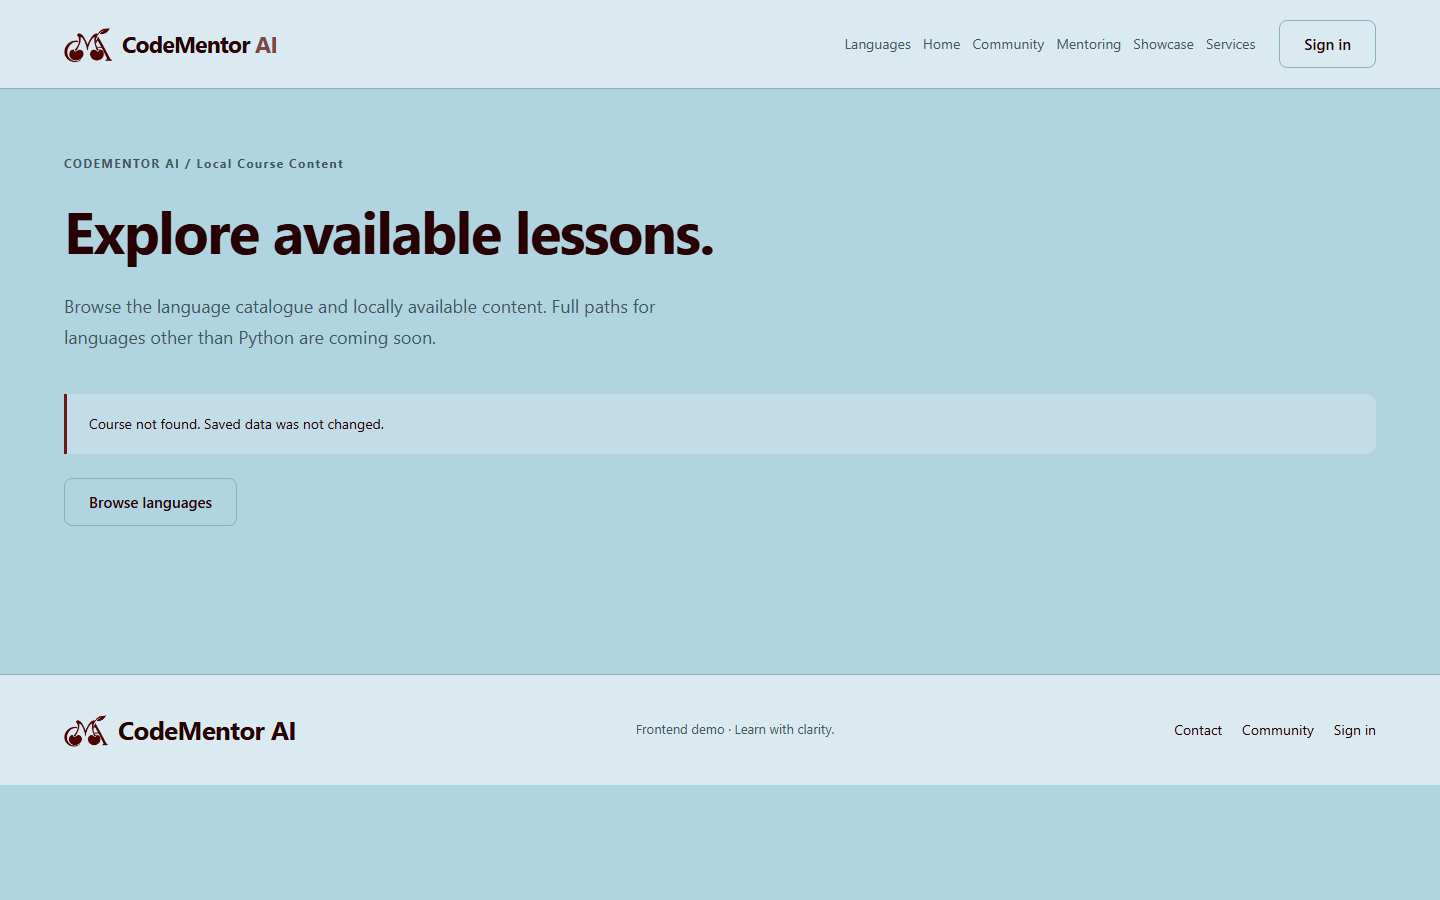 CodeMentor AI
Languages Home Community Mentoring Showcase Services Sign in
CODEMENTOR AI / Local Course Content
Explore available lessons.
Browse the language catalogue and locally available content. Full paths for
languages other than Python are coming soon.
Course not found. Saved data was not changed.
Browse languages
CodeMentor AI
Frontend demo · Learn with clarity.
Contact Community Sign in